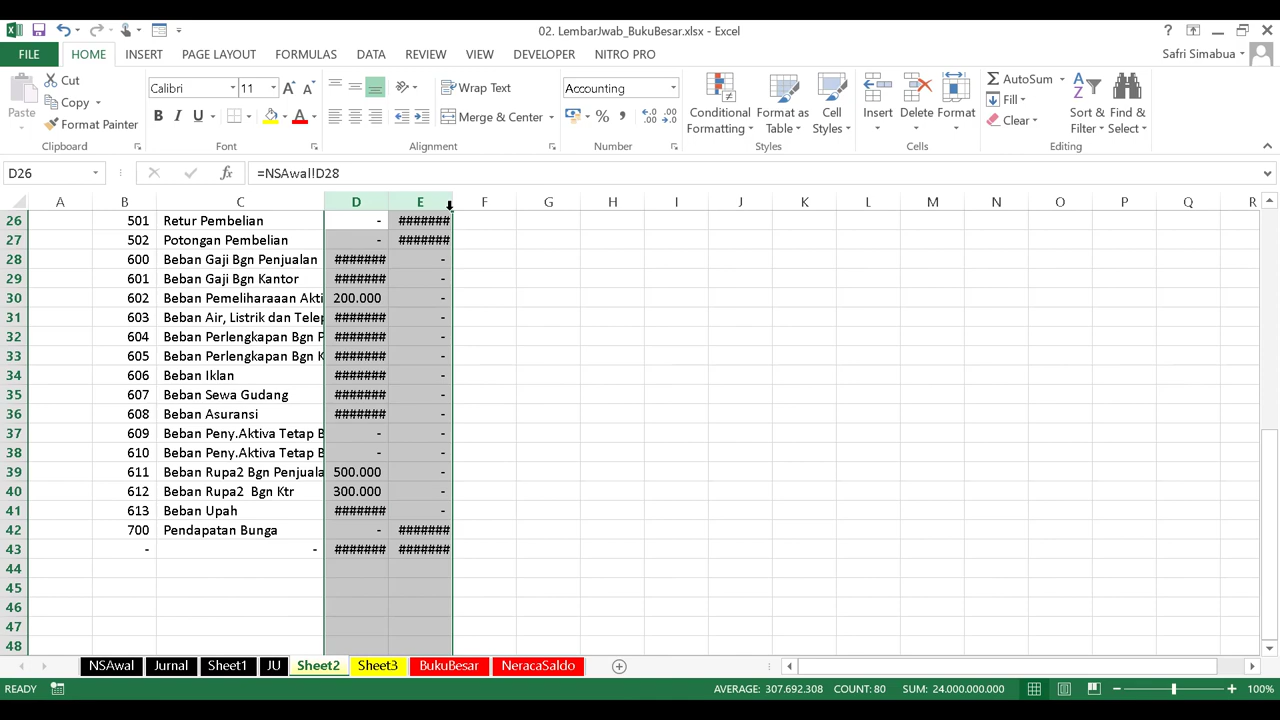 02. LembarJwab_BukuBesar.xlsx - Excel
FILE HOME INSERT PAGE LAYOUT FORMULAS DATA REVIEW VIEW DEVELOPER NITRO PRO Safri Simabua
Paste Cut Copy Format Painter
Calibri 11
B I U
Wrap Text
Merge & Center
Accounting
Conditional Formatting
Format as Table
Cell Styles
Insert Delete Format
AutoSum Fill Clear
Sort & Filter
Find & Select
Clipboard Font Alignment Number Styles Cells Editing
D26 fx =NSAwal!D28
A B C D E F G H I J K L M N O P Q R
26 501 Retur Pembelian - #######
27 502 Potongan Pembelian - #######
28 600 Beban Gaji Bgn Penjualan ####### -
29 601 Beban Gaji Bgn Kantor ####### -
30 602 Beban Pemeliharaaan Akti 200.000 -
31 603 Beban Air, Listrik dan Telep ####### -
32 604 Beban Perlengkapan Bgn P ####### -
33 605 Beban Perlengkapan Bgn K ####### -
34 606 Beban Iklan ####### -
35 607 Beban Sewa Gudang ####### -
36 608 Beban Asuransi ####### -
37 609 Beban Peny.Aktiva Tetap B - -
38 610 Beban Peny.Aktiva Tetap B - -
39 611 Beban Rupa2 Bgn Penjuala 500.000 -
40 612 Beban Rupa2 Bgn Ktr 300.000 -
41 613 Beban Upah ####### -
42 700 Pendapatan Bunga - #######
43 - - ####### #######
44
45
46
47
48
NSAwal Jurnal Sheet1 JU Sheet2 Sheet3 BukuBesar NeracaSaldo
READY AVERAGE: 307.692.308 COUNT: 80 SUM: 24.000.000.000 100%